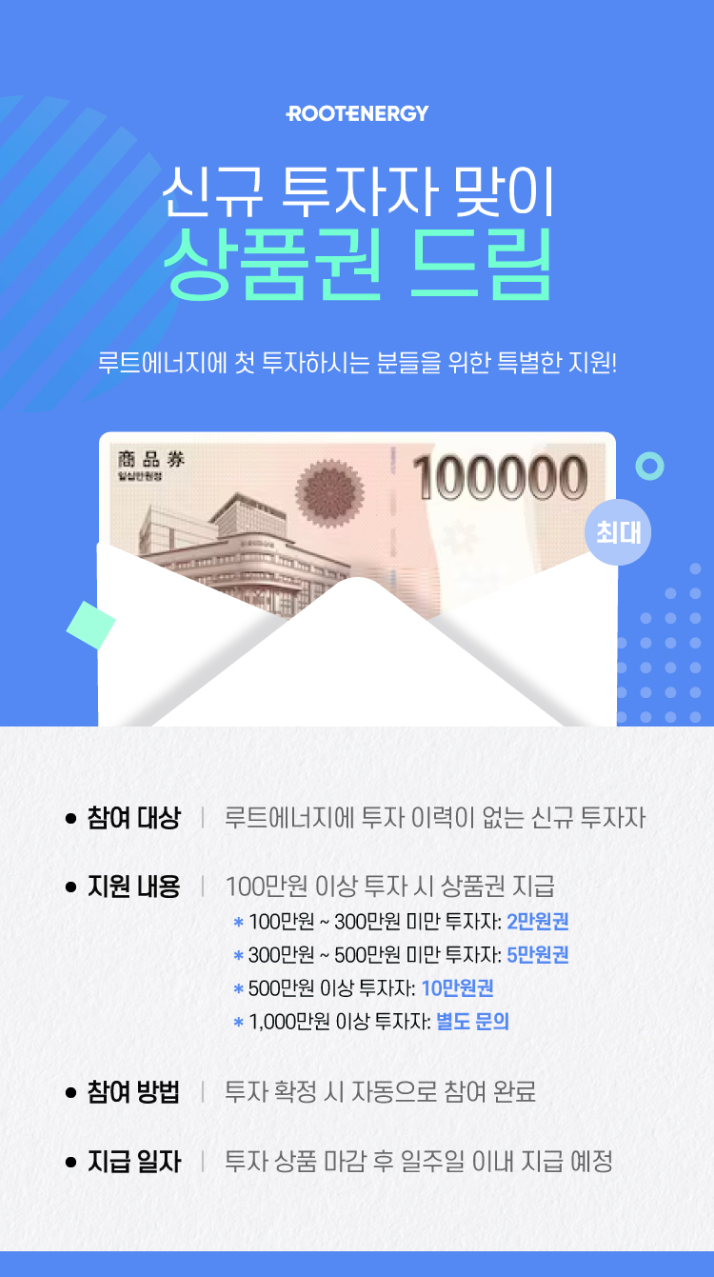 ROOTENERGY
신규 투자자 맞이
상품권 드림
루트에너지에 첫 투자하시는 분들을 위한 특별한 지원!
商品券
일십만원정
100000
최대
● 참여 대상 | 루트에너지에 투자 이력이 없는 신규 투자자
● 지원 내용 | 100만원 이상 투자 시 상품권 지급
* 100만원 ~ 300만원 미만 투자자: 2만원권
* 300만원 ~ 500만원 미만 투자자: 5만원권
* 500만원 이상 투자자: 10만원권
* 1,000만원 이상 투자자: 별도 문의
● 참여 방법 | 투자 확정 시 자동으로 참여 완료
● 지급 일자 | 투자 상품 마감 후 일주일 이내 지급 예정